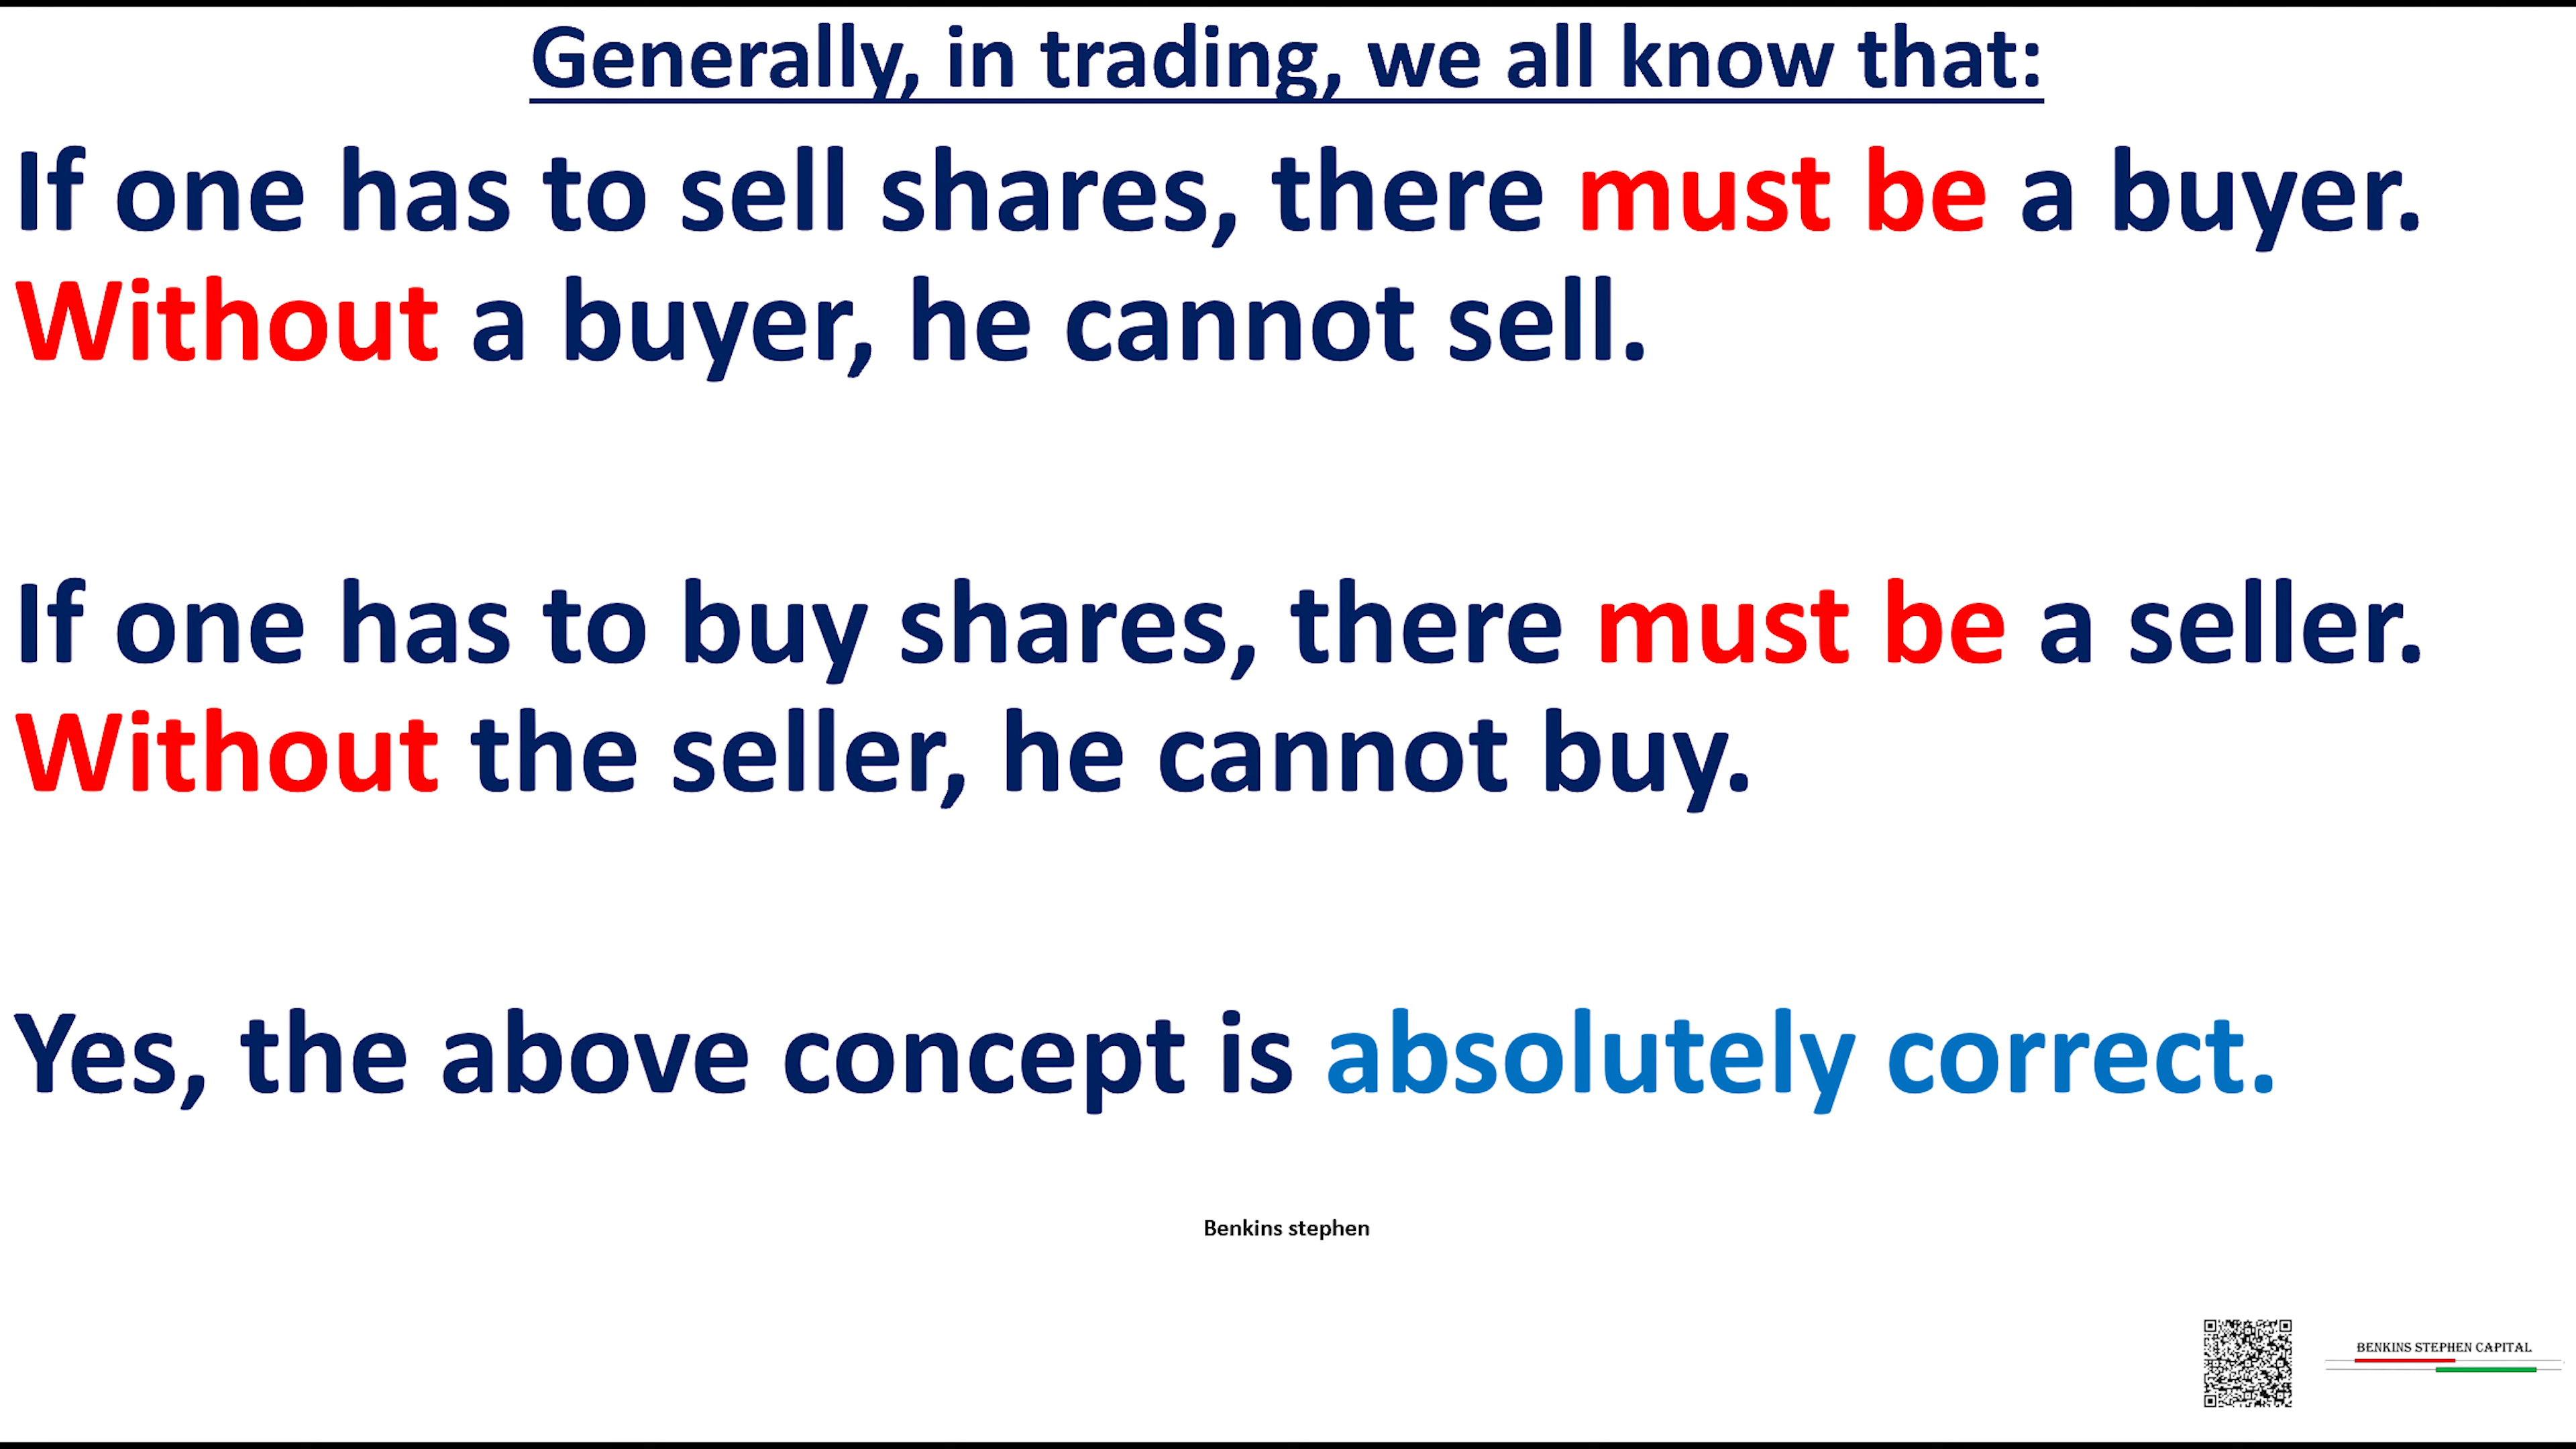 Generally, in trading, we all know that:
If one has to sell shares, there must be a buyer.
Without a buyer, he cannot sell.
If one has to buy shares, there must be a seller.
Without the seller, he cannot buy.
Yes, the above concept is absolutely correct.
Benkins stephen
BENKINS STEPHEN CAPITAL